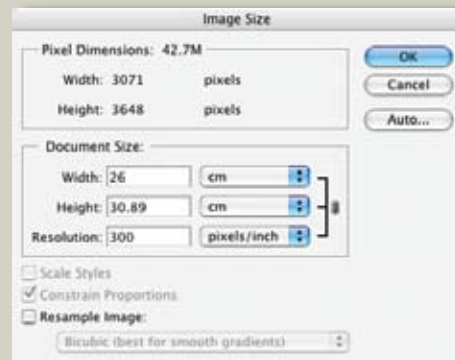 Image Size
Pixel Dimensions: 42.7M
Width: 3071 pixels
Height: 3648 pixels
OK
Cancel
Auto...
Document Size:
Width: 26 cm
Height: 30.89 cm
Resolution: 300 pixels/inch
Scale Styles
Constrain Proportions
Resample Image:
Bicubic (best for smooth gradients)